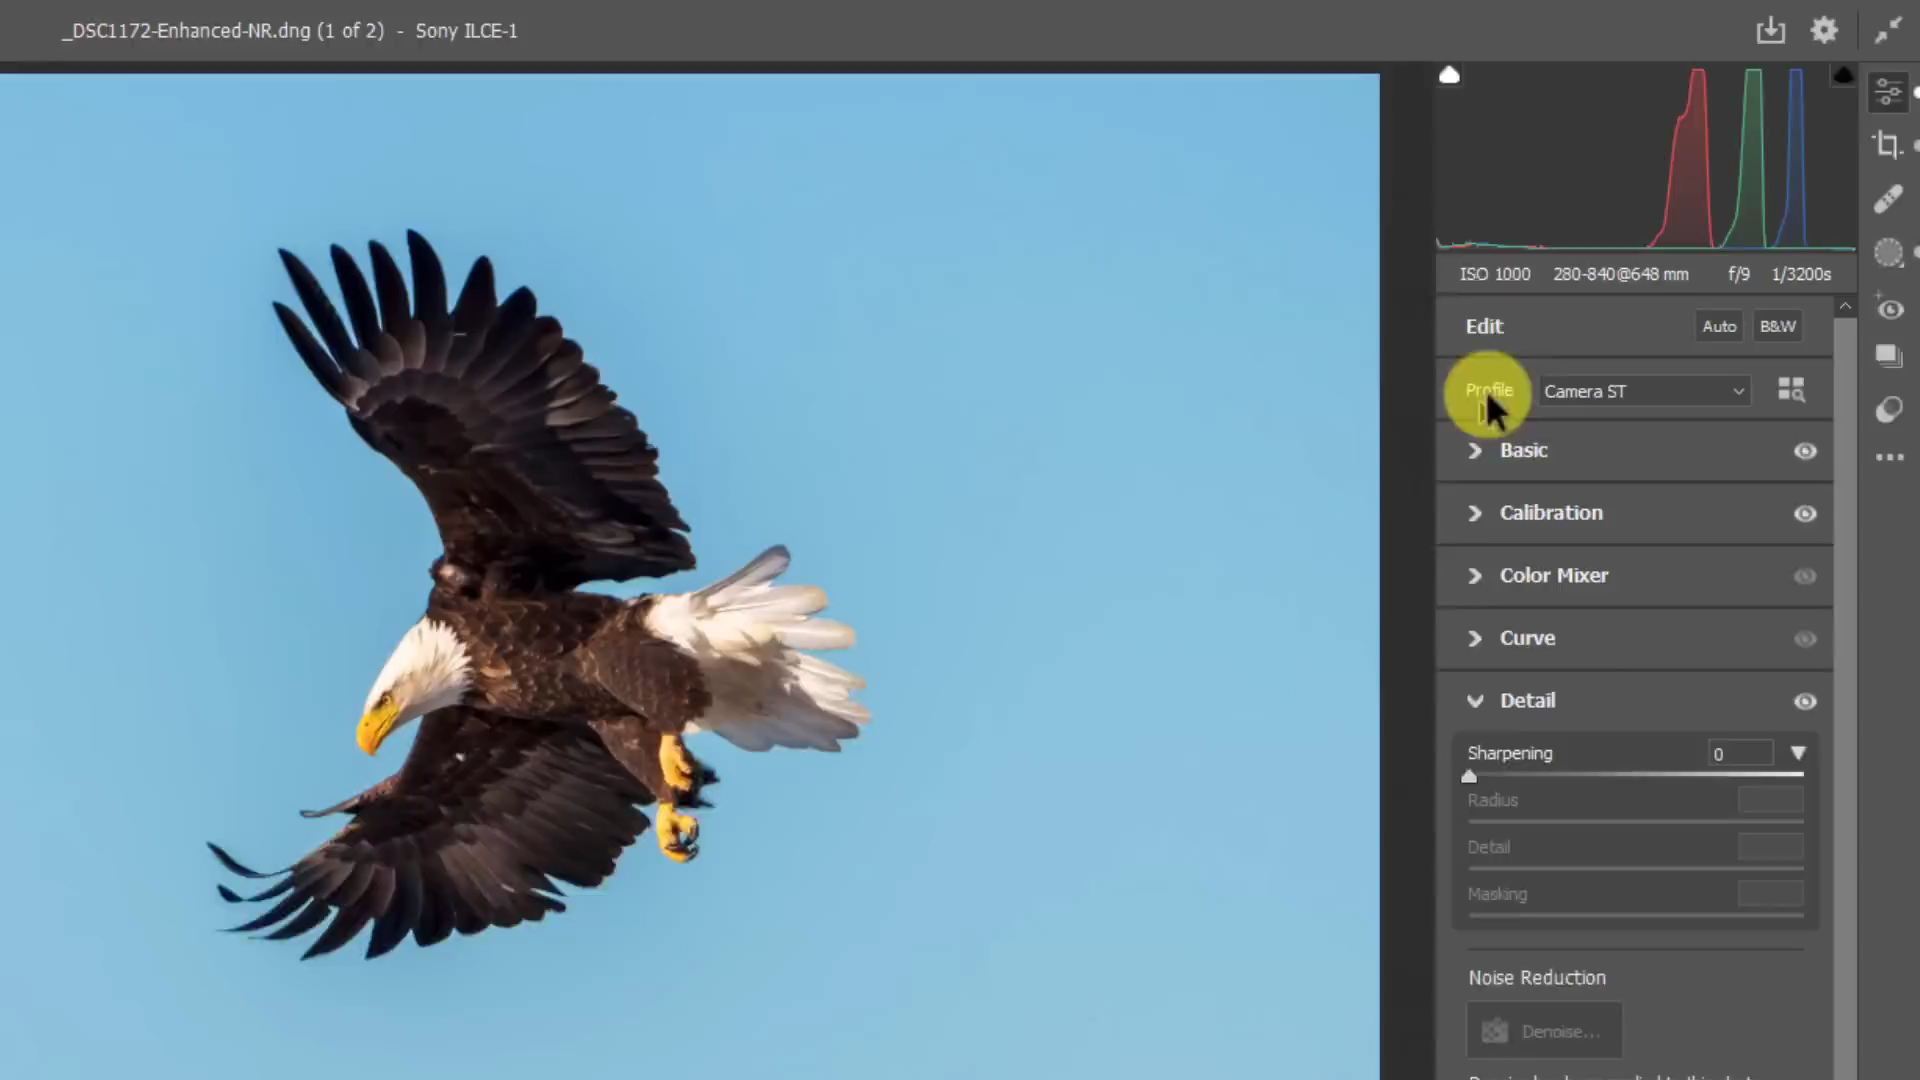 _DSC1172-Enhanced-NR.dng (1 of 2) - Sony ILCE-1
ISO 1000 280-840@648 mm f/9 1/3200s
Edit Auto B&W
Profile Camera ST
Basic
Calibration
Color Mixer
Curve
Detail
Sharpening 0
Radius
Detail
Masking
Noise Reduction
Denoise...